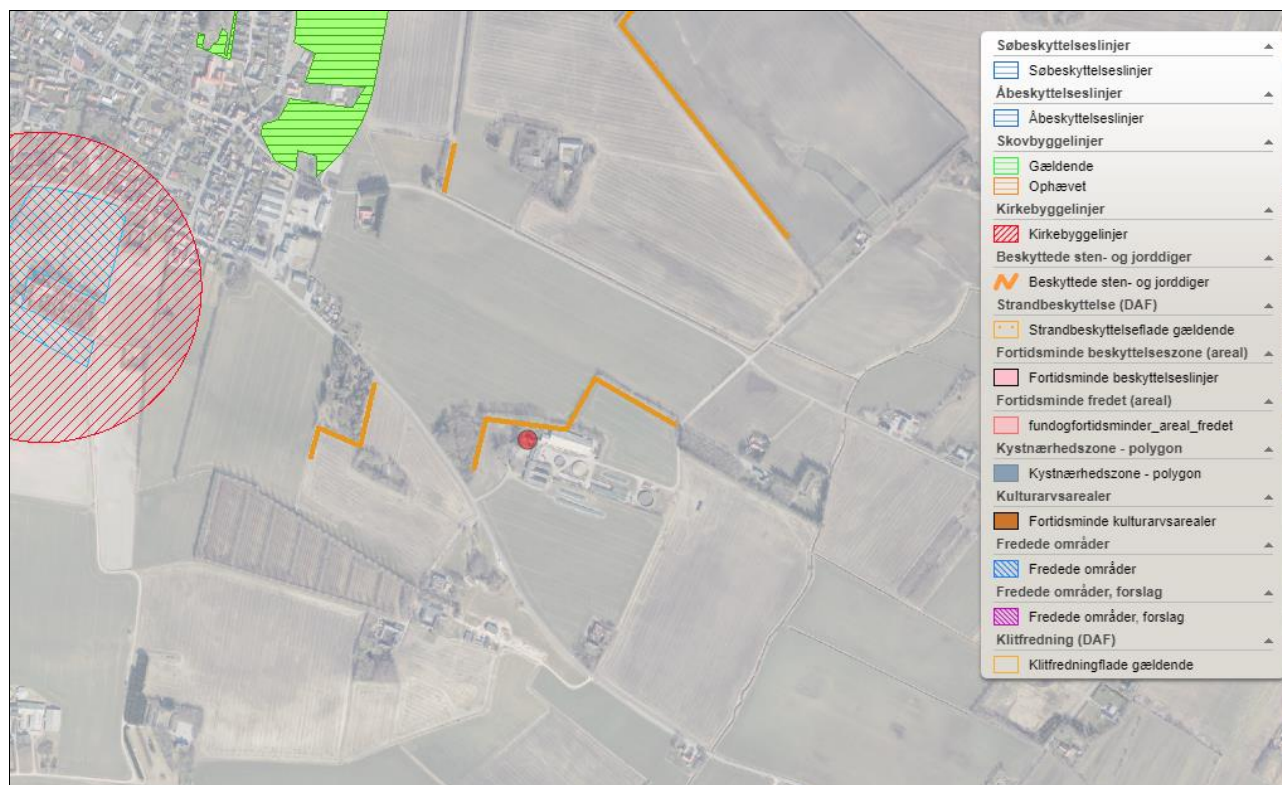 Søbeskyttelseslinjer
Søbeskyttelseslinjer
Åbeskyttelseslinjer
Åbeskyttelseslinjer
Skovbyggelinjer
Gældende
Ophævet
Kirkebyggelinjer
Kirkebyggelinjer
Beskyttede sten- og jorddiger
Beskyttede sten- og jorddiger
Strandbeskyttelse (DAF)
Strandbeskyttelseflade gældende
Fortidsminde beskyttelseszone (areal)
Fortidsminde beskyttelseslinjer
Fortidsminde fredet (areal)
fundogfortidsminder_areal_fredet
Kystnærhedszone - polygon
Kystnærhedszone - polygon
Kulturarvsarealer
Fortidsminde kulturarvsarealer
Fredede områder
Fredede områder
Fredede områder, forslag
Fredede områder, forslag
Klitfredning (DAF)
Klitfredningflade gældende